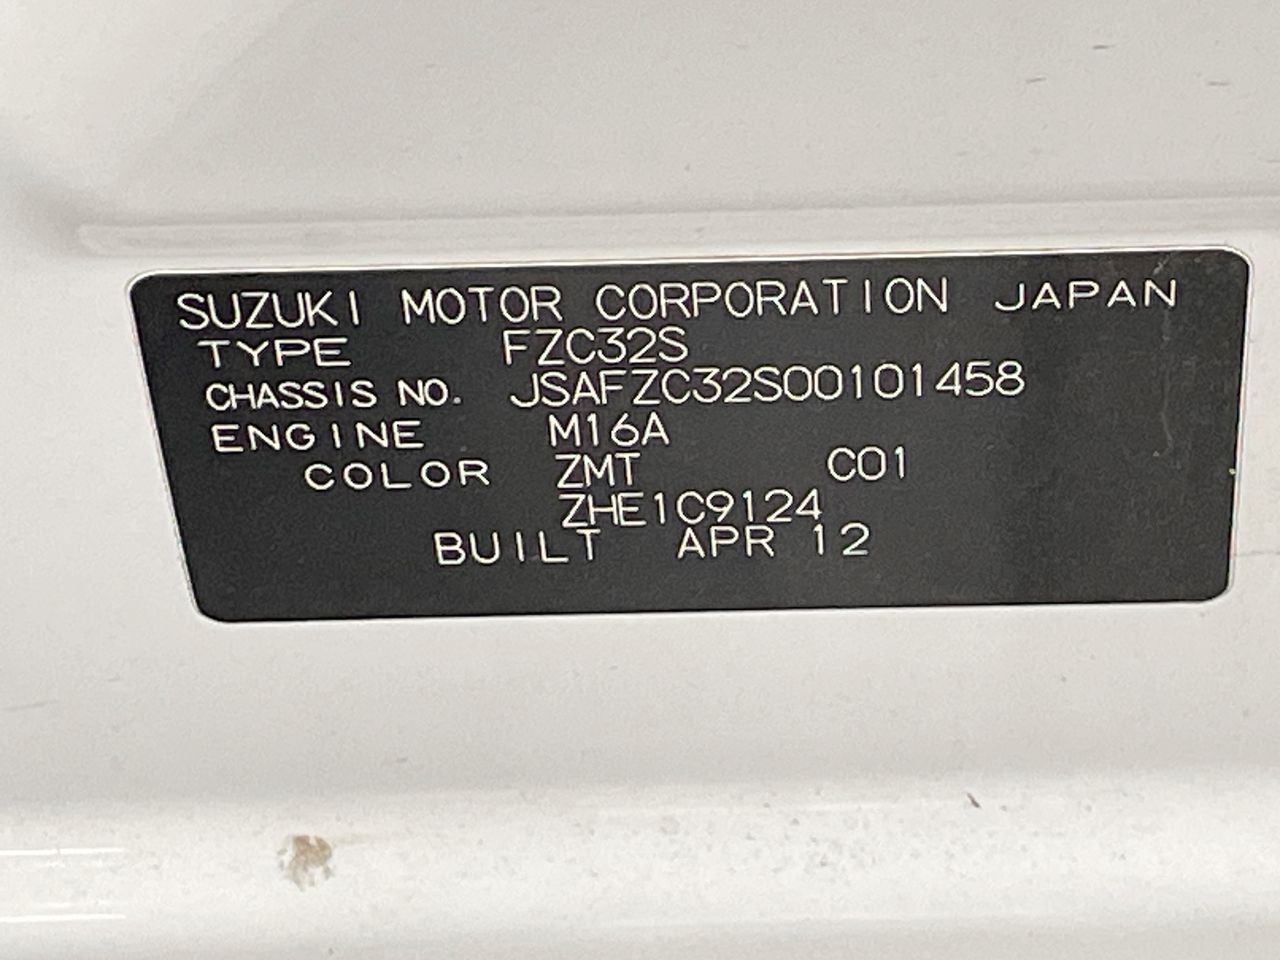 SUZUKI MOTOR CORPORATION JAPAN
TYPE FZC32S
CHASSIS NO. JSAFZC32S00101458
ENGINE M16A
COLOR ZMT C01
ZHE1C9124
BUILT APR 12